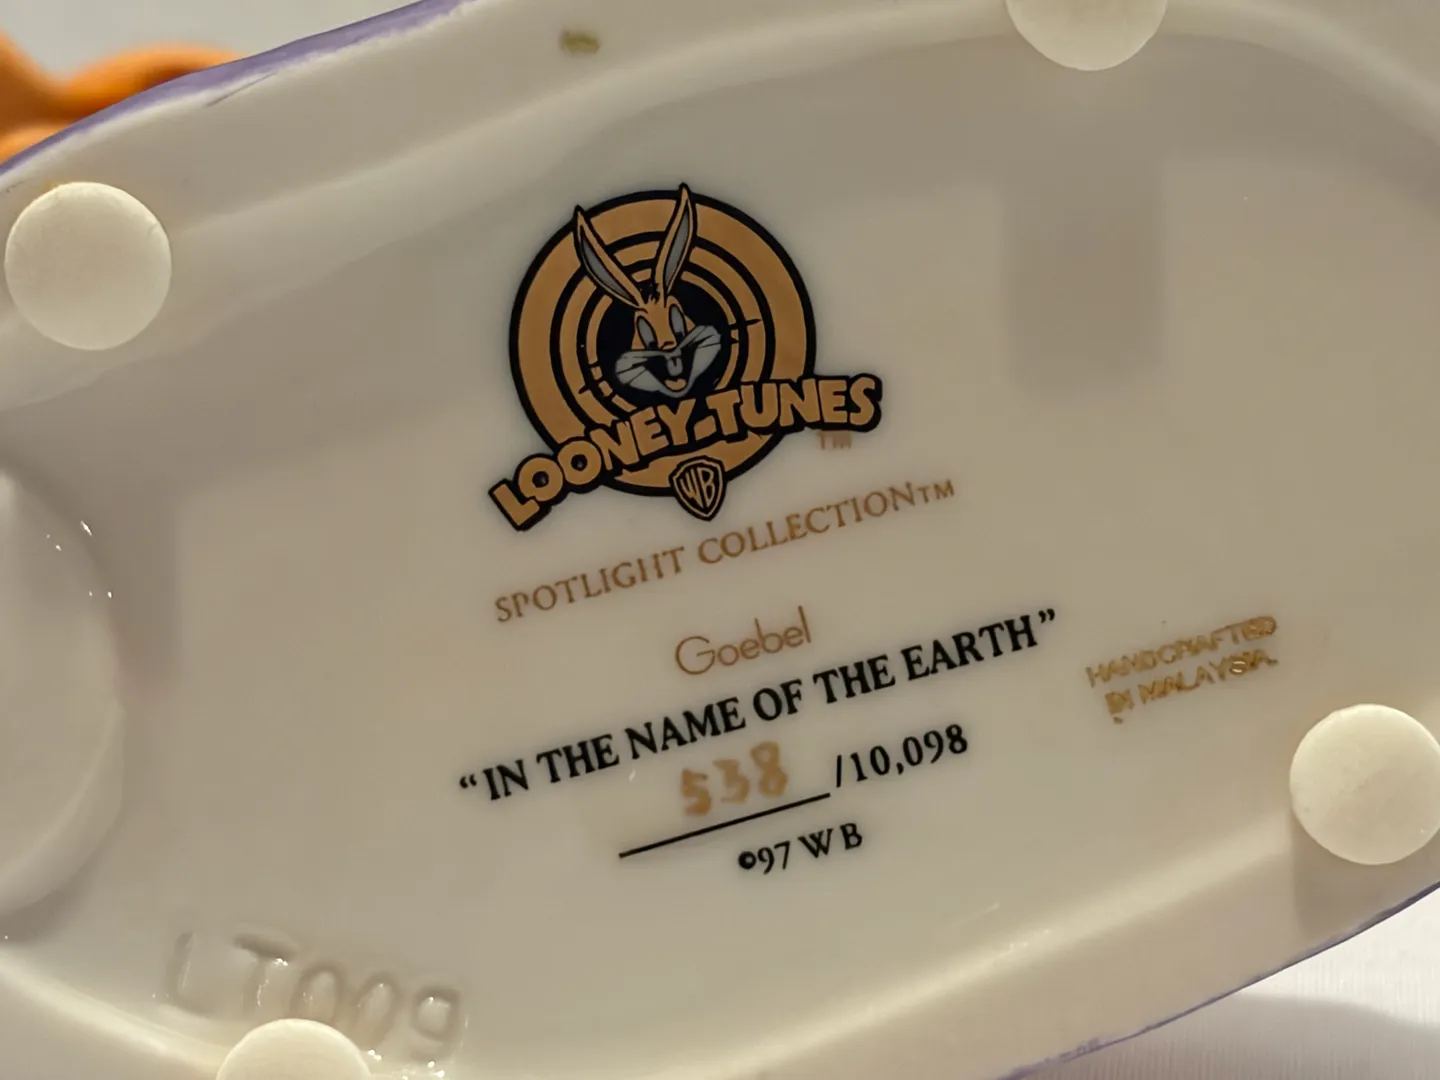 LOONEY TUNES
TM
WB
SPOTLIGHT COLLECTION™
Goebel
"IN THE NAME OF THE EARTH"
538 /10,098
©97 W B
HANDCRAFTED
IN MALAYSIA.
LT009